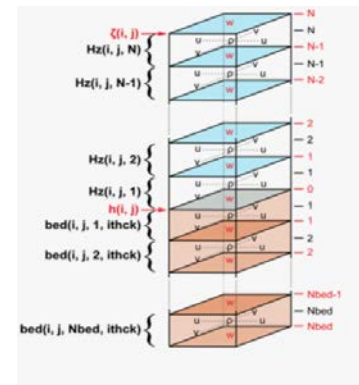 w N
ζ(i, j) N
Hz(i, j, N) u ρ u v v
w N-1
Hz(i, j, N-1) u ρ u v v N-1
w N-2
w 2
Hz(i, j, 2) u ρ u v v 2
w 1
Hz(i, j, 1) u ρ u v v 1
w 0
h(i, j) 1
bed(i, j, 1, ithck) u ρ u v v
w 1
bed(i, j, 2, ithck) u ρ u v v 2
w 2
w Nbed-1
bed(i, j, Nbed, ithck) u ρ u v v Nbed
w Nbed